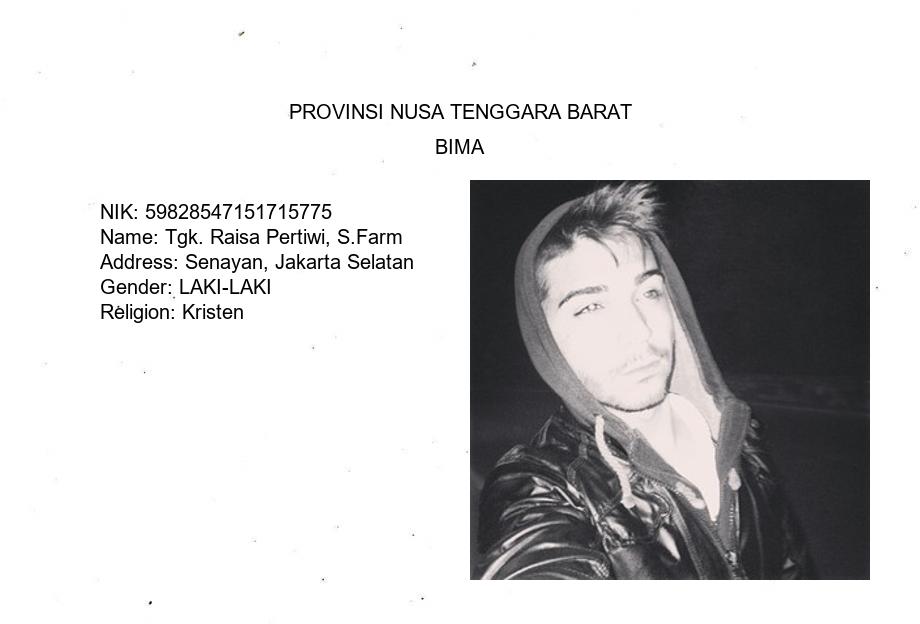 PROVINSI NUSA TENGGARA BARAT
BIMA
NIK: 59828547151715775
Name: Tgk. Raisa Pertiwi, S.Farm
Address: Senayan, Jakarta Selatan
Gender: LAKI-LAKI
Religion: Kristen